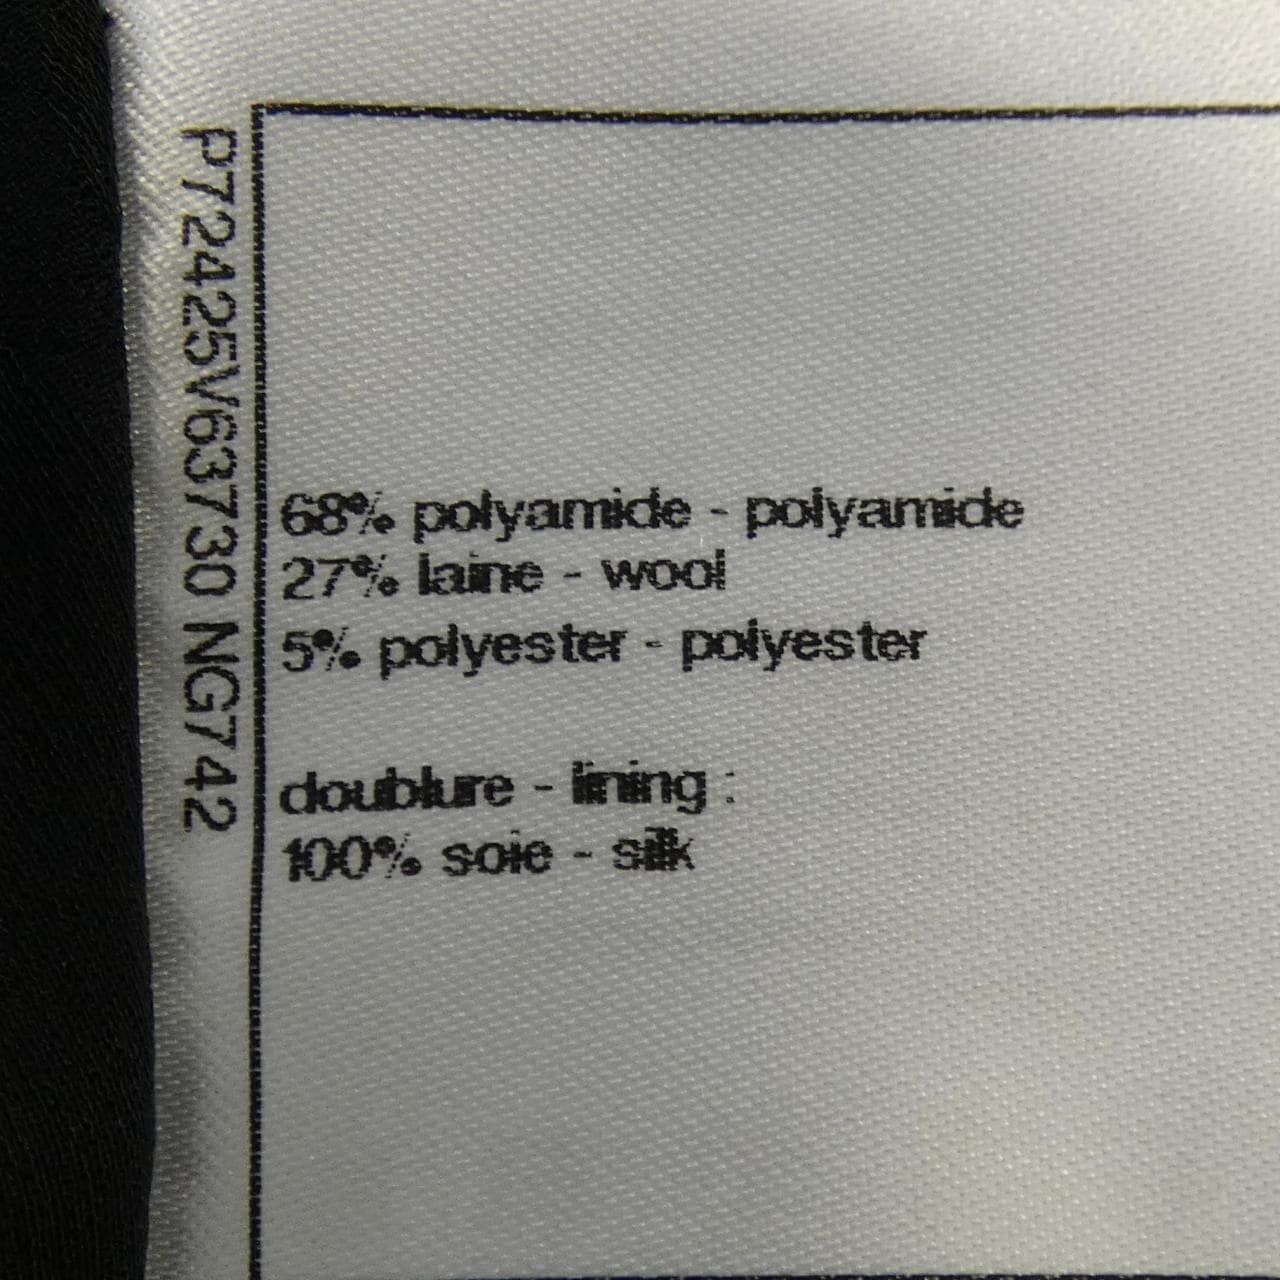 P72425V63730 NG742
68% polyamide - polyamide
27% laine - wool
5% polyester - polyester
doublure - lining :
100% soie - silk